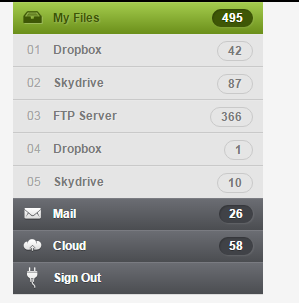 My Files 495
01 Dropbox 42
02 Skydrive 87
03 FTP Server 366
04 Dropbox 1
05 Skydrive 10
Mail 26
Cloud 58
Sign Out